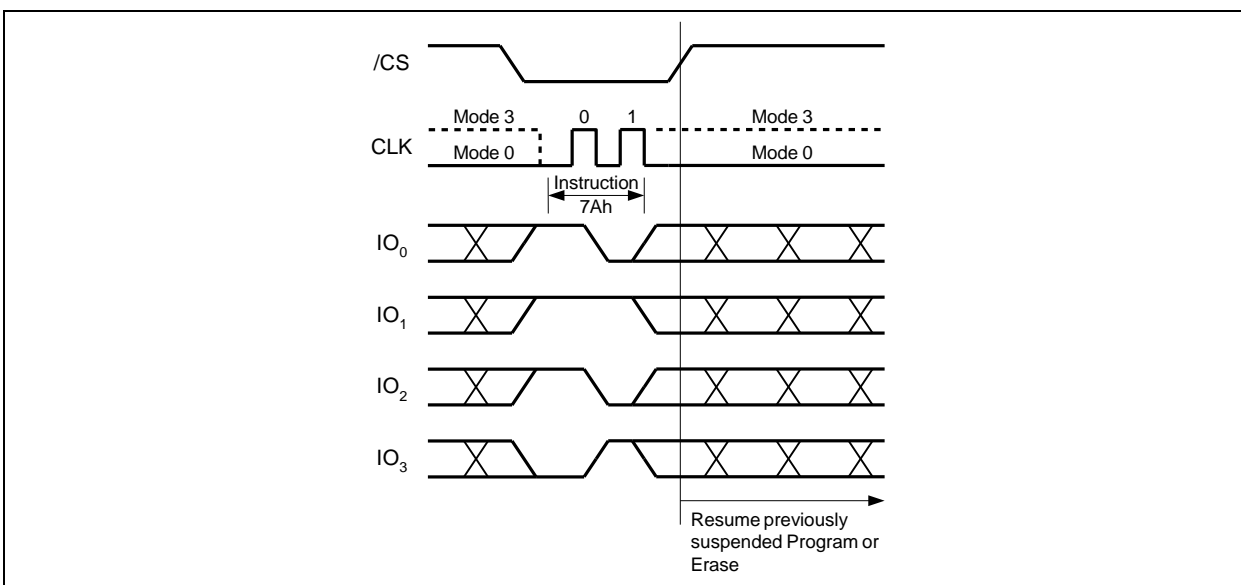 /CS
Mode 3 0 1 Mode 3
CLK
Mode 0 Mode 0
Instruction
7Ah
IO0
IO1
IO2
IO3
Resume previously
suspended Program or
Erase